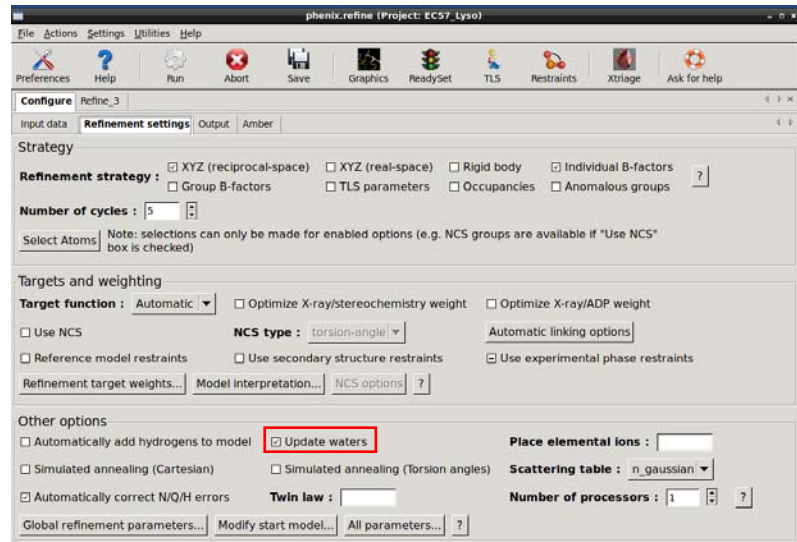 phenix.refine (Project: EC57_Lyso)
File Actions Settings Utilities Help
Preferences Help Run Abort Save Graphics ReadySet TLS Restraints Xtriage Ask for help
Configure Refine_3
Input data Refinement settings Output Amber
Strategy
Refinement strategy : XYZ (reciprocal-space) XYZ (real-space) Rigid body Individual B-factors ?
Group B-factors TLS parameters Occupancies Anomalous groups
Number of cycles : 5
Select Atoms Note: selections can only be made for enabled options (e.g. NCS groups are available if "Use NCS"
box is checked)
Targets and weighting
Target function : Automatic Optimize X-ray/stereochemistry weight Optimize X-ray/ADP weight
Use NCS NCS type : torsion-angle Automatic linking options
Reference model restraints Use secondary structure restraints Use experimental phase restraints
Refinement target weights... Model interpretation... NCS options ?
Other options
Automatically add hydrogens to model Update waters Place elemental ions :
Simulated annealing (Cartesian) Simulated annealing (Torsion angles) Scattering table : n_gaussian
Automatically correct N/Q/H errors Twin law : Number of processors : 1 ?
Global refinement parameters... Modify start model... All parameters... ?